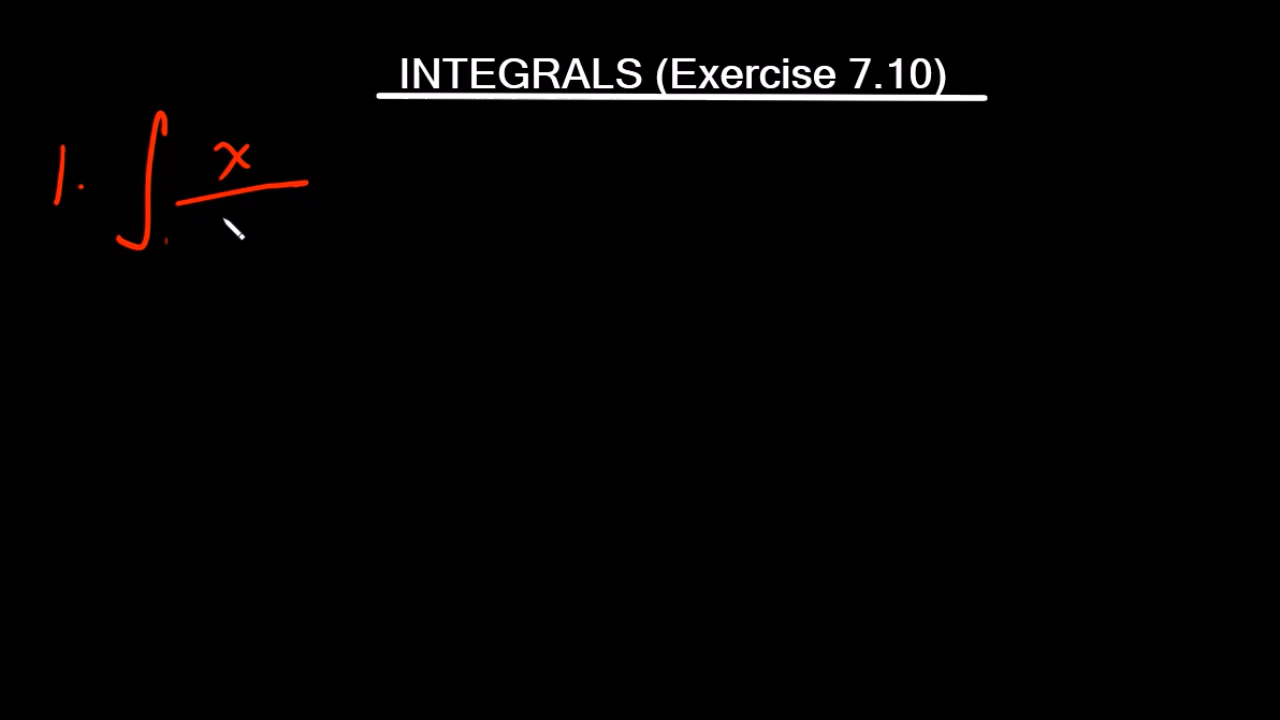 INTEGRALS (Exercise 7.10)
1. ∫ x